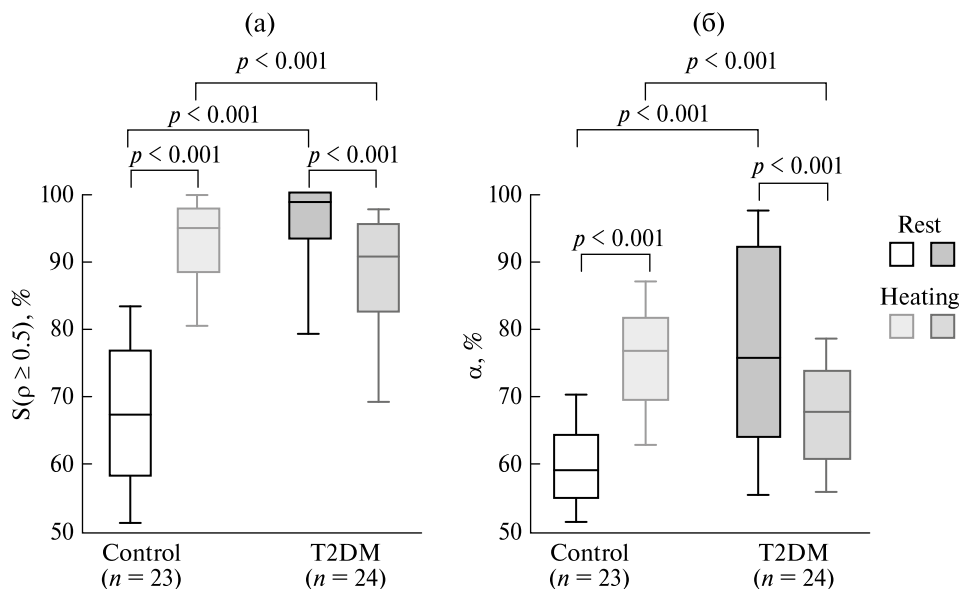 (а)
p < 0.001
p < 0.001
p < 0.001
p < 0.001
100
90
80
70
60
50
S(ρ ≥ 0.5), %
Control
(n = 23)
T2DM
(n = 24)
(б)
p < 0.001
p < 0.001
p < 0.001
p < 0.001
100
90
80
70
60
50
α, %
Control
(n = 23)
T2DM
(n = 24)
Rest
Heating